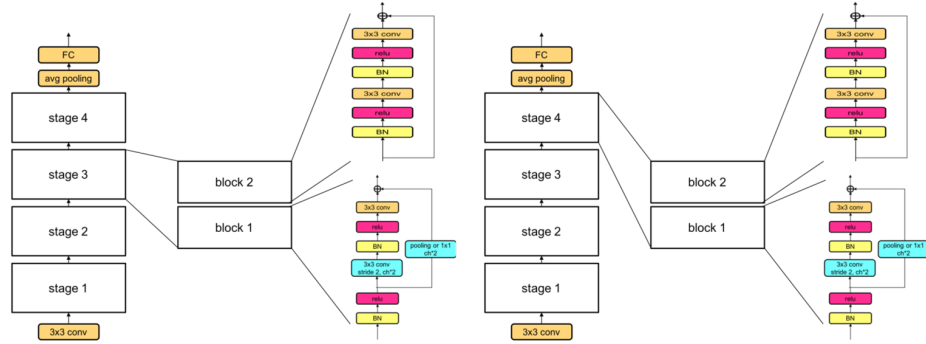 FC
avg pooling
stage 4
stage 3
stage 2
stage 1
3x3 conv
block 2
block 1
3x3 conv
relu
BN
3x3 conv
relu
BN
3x3 conv
relu
BN
3x3 conv
stride 2, ch*2
pooling or 1x1
ch*2
relu
BN
FC
avg pooling
stage 4
stage 3
stage 2
stage 1
3x3 conv
block 2
block 1
3x3 conv
relu
BN
3x3 conv
relu
BN
3x3 conv
relu
BN
3x3 conv
stride 2, ch*2
pooling or 1x1
ch*2
relu
BN